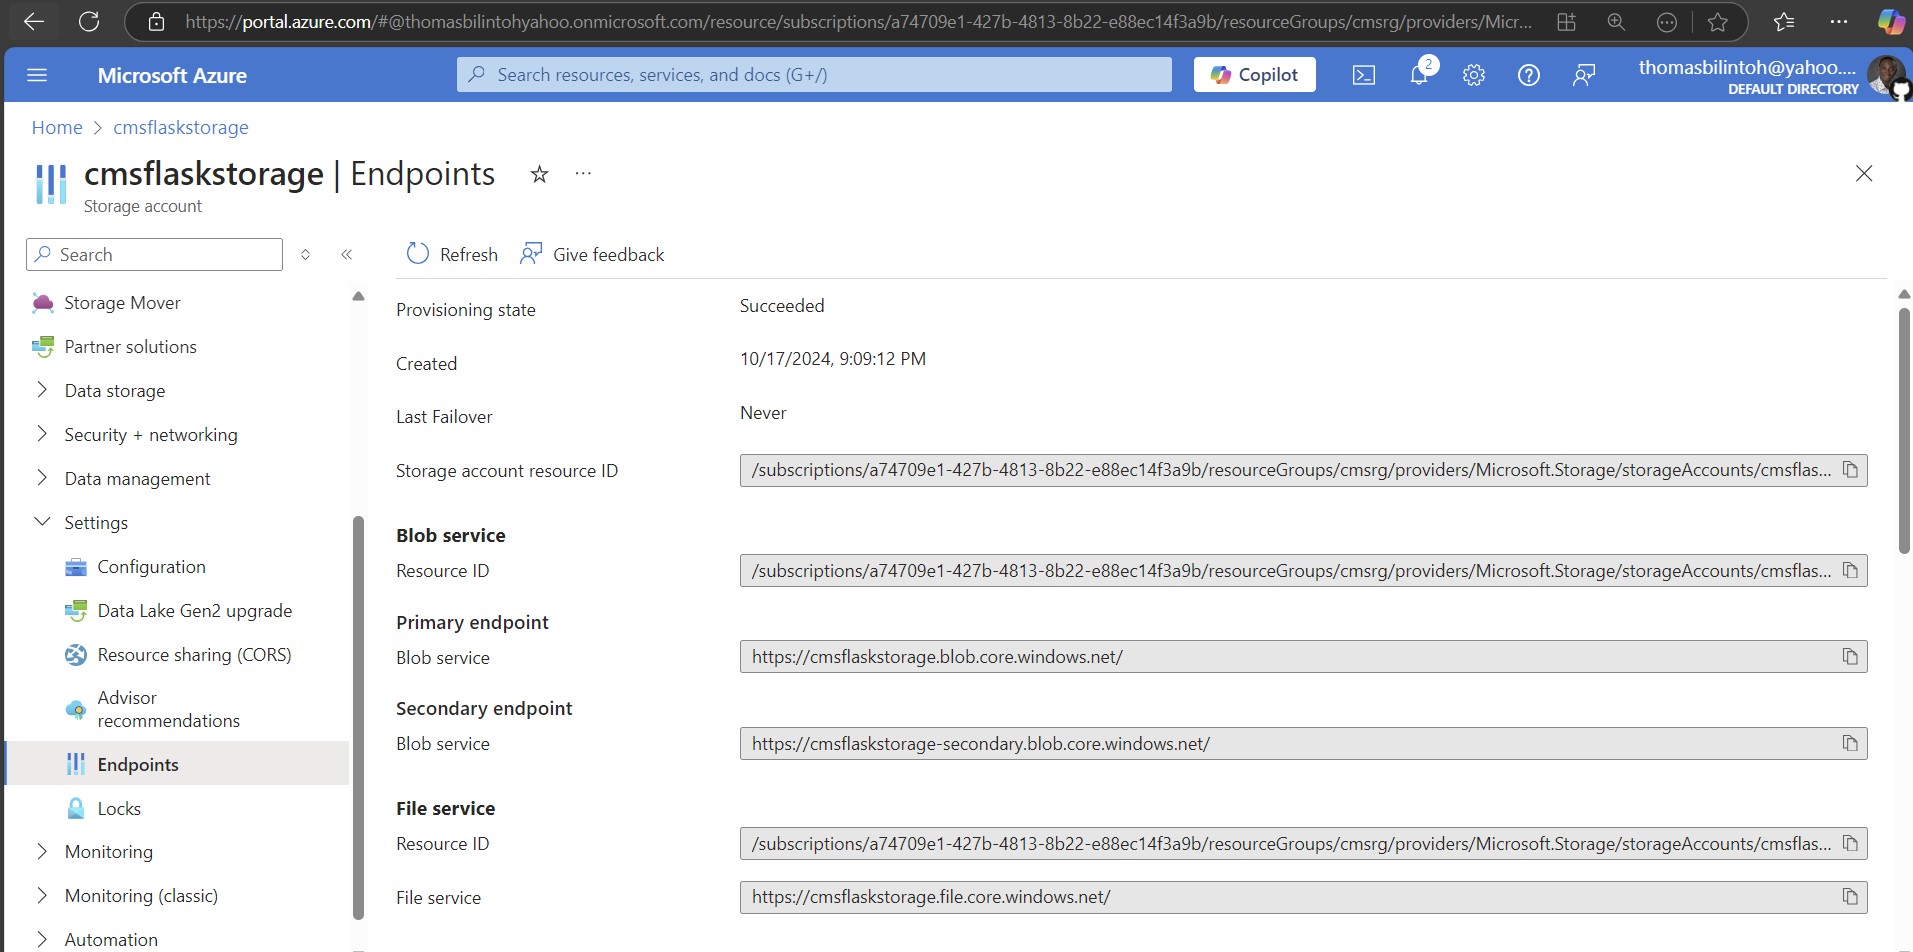 https://portal.azure.com/#@thomasbilintohyahoo.onmicrosoft.com/resource/subscriptions/a74709e1-427b-4813-8b22-e88ec14f3a9b/resourceGroups/cmsrg/providers/Micr...
Microsoft Azure
Search resources, services, and docs (G+/)
Copilot
2
thomasbilintoh@yahoo....
DEFAULT DIRECTORY
Home > cmsflaskstorage
cmsflaskstorage | Endpoints
Storage account
Search
Refresh
Give feedback
Storage Mover
Partner solutions
Data storage
Security + networking
Data management
Settings
Configuration
Data Lake Gen2 upgrade
Resource sharing (CORS)
Advisor
recommendations
Endpoints
Locks
Monitoring
Monitoring (classic)
Automation
Provisioning state Succeeded
Created 10/17/2024, 9:09:12 PM
Last Failover Never
Storage account resource ID /subscriptions/a74709e1-427b-4813-8b22-e88ec14f3a9b/resourceGroups/cmsrg/providers/Microsoft.Storage/storageAccounts/cmsflas...
Blob service
Resource ID /subscriptions/a74709e1-427b-4813-8b22-e88ec14f3a9b/resourceGroups/cmsrg/providers/Microsoft.Storage/storageAccounts/cmsflas...
Primary endpoint
Blob service https://cmsflaskstorage.blob.core.windows.net/
Secondary endpoint
Blob service https://cmsflaskstorage-secondary.blob.core.windows.net/
File service
Resource ID /subscriptions/a74709e1-427b-4813-8b22-e88ec14f3a9b/resourceGroups/cmsrg/providers/Microsoft.Storage/storageAccounts/cmsflas...
File service https://cmsflaskstorage.file.core.windows.net/